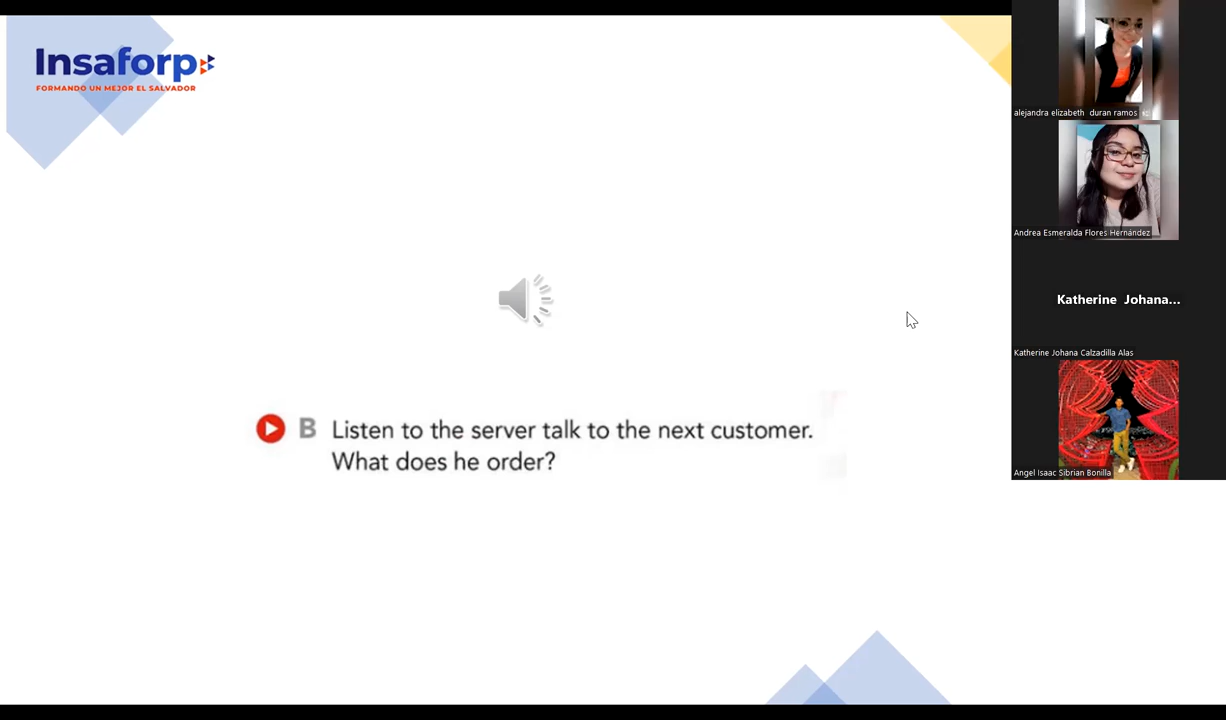 Insaforp
FORMANDO UN MEJOR EL SALVADOR
B Listen to the server talk to the next customer.
What does he order?
alejandra elizabeth duran ramos
Andrea Esmeralda Flores Hernández
Katherine Johana...
Katherine Johana Calzadilla Alas
Angel Isaac Sibrian Bonilla